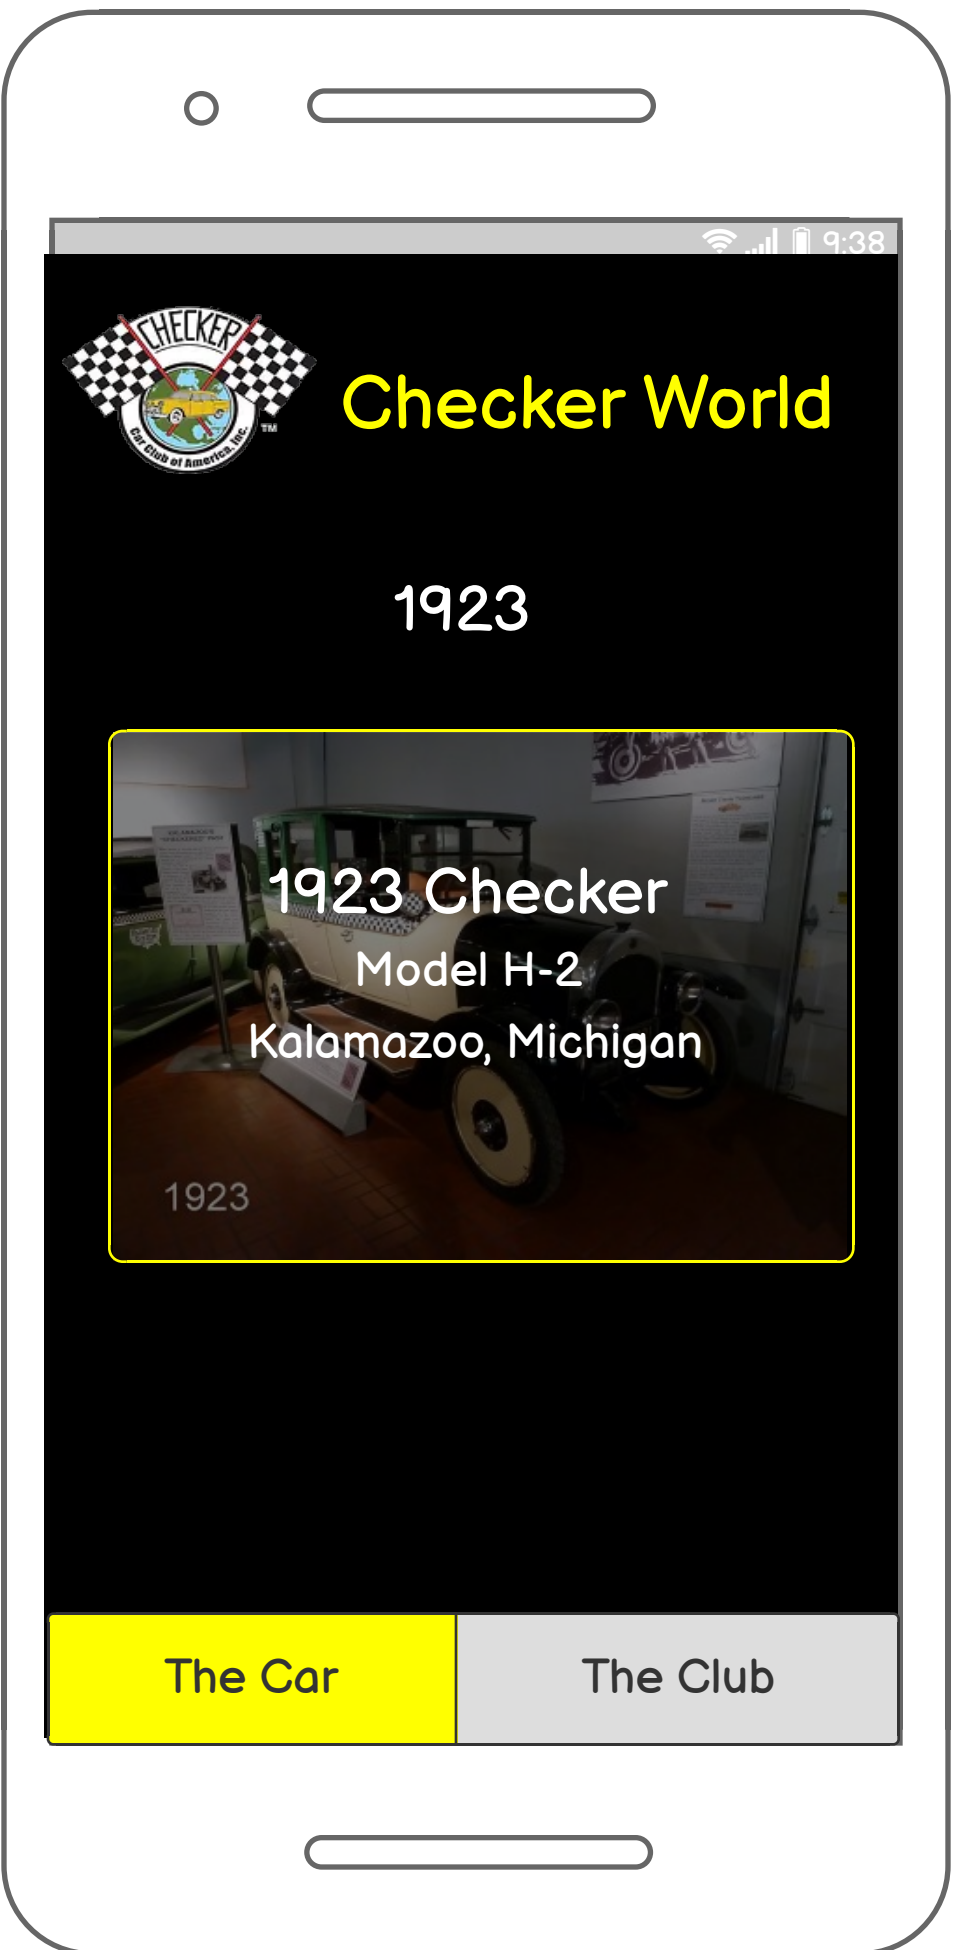 9:38
CHECKER
Car Club of America, Inc.
TM
Checker World
1923
1923 Checker
Model H-2
Kalamazoo, Michigan
1923
The Car
The Club